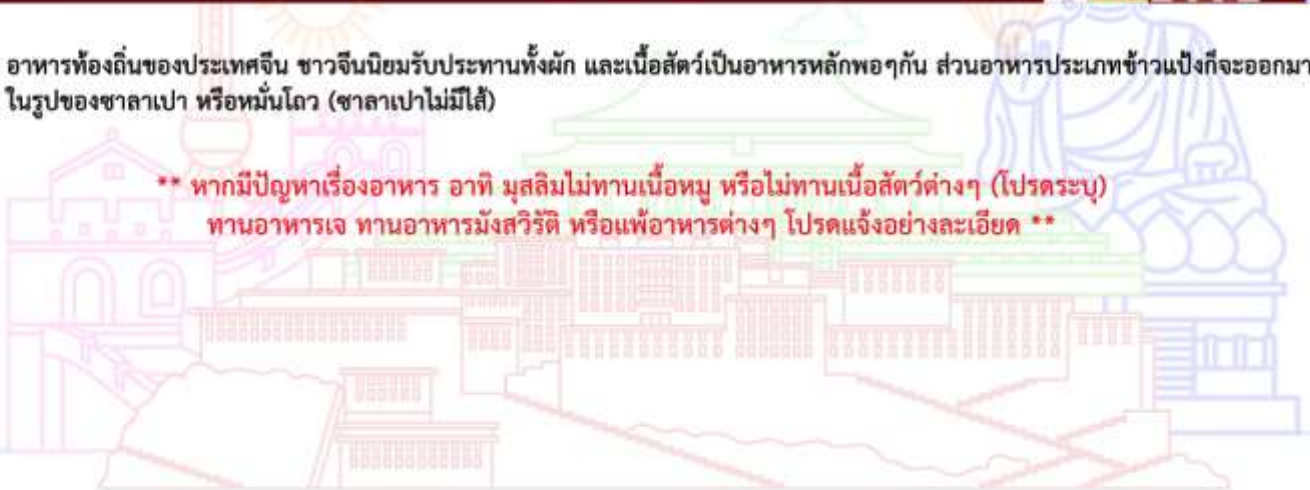 อาหารท้องถิ่นของประเทศจีน ชาวจีนนิยมรับประทานทั้งผัก และเนื้อสัตว์เป็นอาหารหลักพอๆกัน ส่วนอาหารประเภทข้าวแป้งก็จะออกมา
ในรูปของซาลาเปา หรือหมั่นโถว (ซาลาเปาไม่มีไส้)
** หากมีปัญหาเรื่องอาหาร อาทิ มุสลิมไม่ทานเนื้อหมู หรือไม่ทานเนื้อสัตว์ต่างๆ (โปรดระบุ)
ทานอาหารเจ ทานอาหารมังสวิรัติ หรือแพ้อาหารต่างๆ โปรดแจ้งอย่างละเอียด **